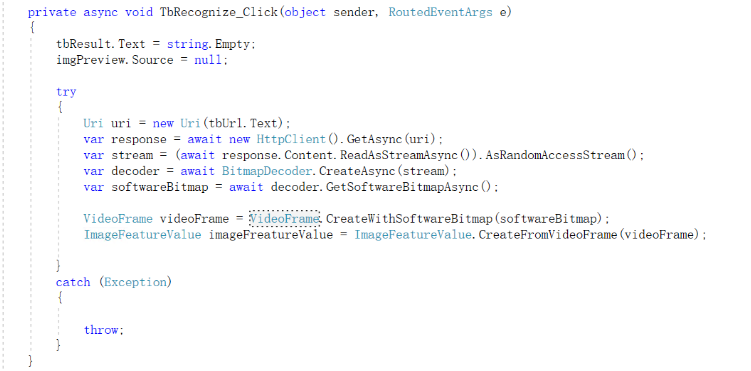 private async void TbRecognize_Click(object sender, RoutedEventArgs e)
{
tbResult.Text = string.Empty;
imgPreview.Source = null;
try
{
Uri uri = new Uri(tbUrl.Text);
var response = await new HttpClient().GetAsync(uri);
var stream = (await response.Content.ReadAsStreamAsync()).AsRandomAccessStream();
var decoder = await BitmapDecoder.CreateAsync(stream);
var softwareBitmap = await decoder.GetSoftwareBitmapAsync();
VideoFrame videoFrame = VideoFrame.CreateWithSoftwareBitmap(softwareBitmap);
ImageFeatureValue imageFreatureValue = ImageFeatureValue.CreateFromVideoFrame(videoFrame);
}
catch (Exception)
{
throw;
}
}